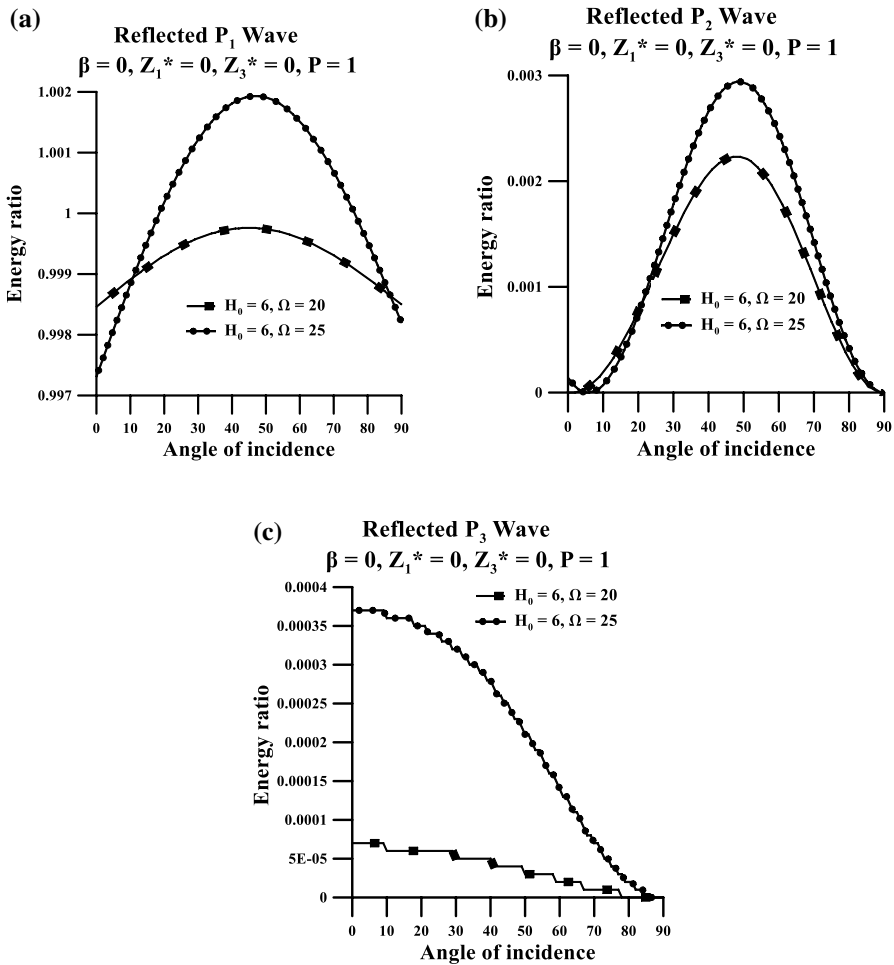 (a)
Reflected P₁ Wave
β = 0, Z₁* = 0, Z₃* = 0, P = 1
1.002
1.001
1
0.999
0.998
0.997
Energy ratio
H₀ = 6, Ω = 20
H₀ = 6, Ω = 25
0 10 20 30 40 50 60 70 80 90
Angle of incidence
(b)
Reflected P₂ Wave
β = 0, Z₁* = 0, Z₃* = 0, P = 1
0.003
0.002
0.001
0
Energy ratio
H₀ = 6, Ω = 20
H₀ = 6, Ω = 25
0 10 20 30 40 50 60 70 80 90
Angle of incidence
(c)
Reflected P₃ Wave
β = 0, Z₁* = 0, Z₃* = 0, P = 1
H₀ = 6, Ω = 20
H₀ = 6, Ω = 25
0.0004
0.00035
0.0003
0.00025
0.0002
0.00015
0.0001
5E-05
0
Energy ratio
0 10 20 30 40 50 60 70 80 90
Angle of incidence